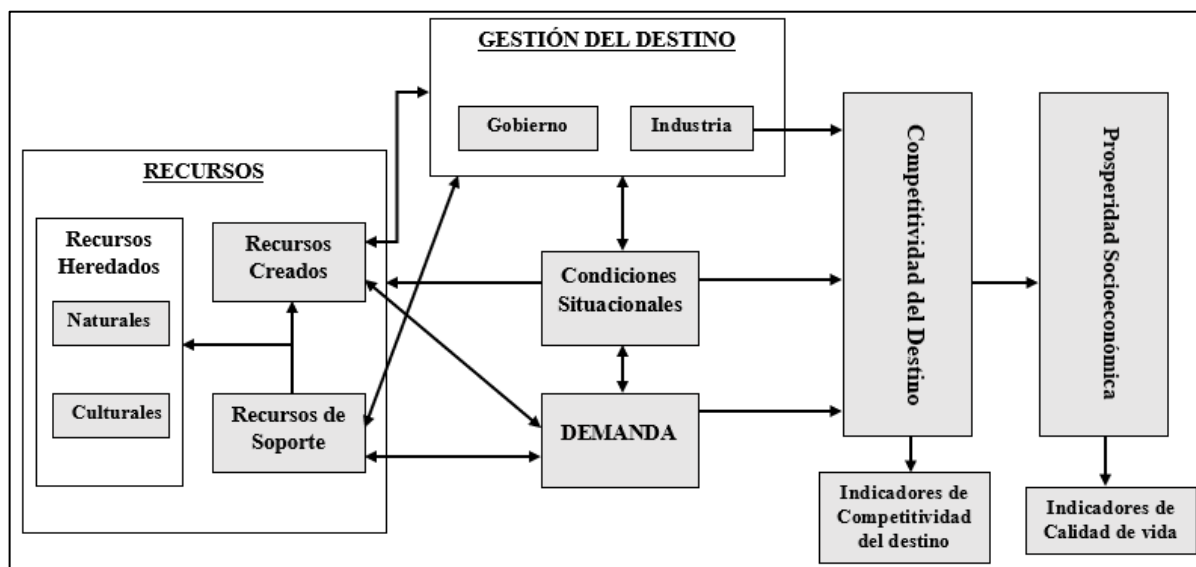 GESTIÓN DEL DESTINO
Gobierno
Industria
RECURSOS
Recursos
Heredados
Naturales
Culturales
Recursos
Creados
Recursos de
Soporte
Condiciones
Situacionales
DEMANDA
Competitividad del Destino
Prosperidad Socioeconómica
Indicadores de
Competitividad
del destino
Indicadores de
Calidad de vida